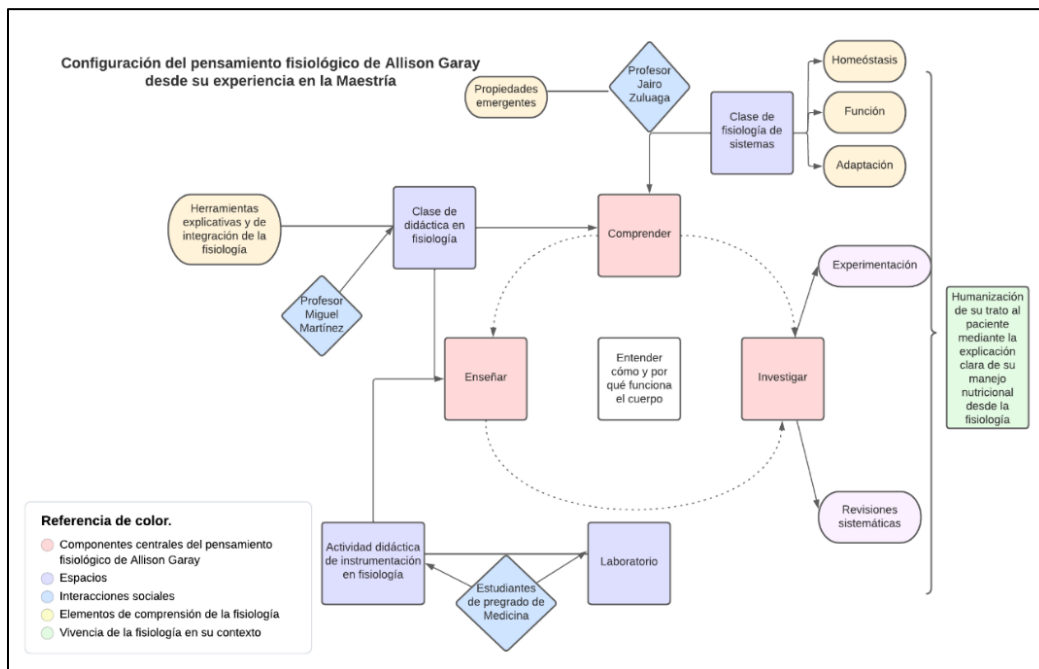 Configuración del pensamiento fisiológico de Allison Garay
desde su experiencia en la Maestría
Propiedades
emergentes
Profesor
Jairo
Zuluaga
Clase de
fisiología de
sistemas
Homeóstasis
Función
Adaptación
Herramientas
explicativas y de
integración de la
fisiología
Clase de
didáctica en
fisiología
Profesor
Miguel
Martínez
Comprender
Experimentación
Enseñar
Entender
cómo y por
qué funciona
el cuerpo
Investigar
Humanización
de su trato al
paciente mediante la
explicación
clara de su
manejo
nutricional
desde la
fisiología
Revisiones
sistemáticas
Actividad didáctica
de instrumentación
en fisiología
Estudiantes
de pregrado de
Medicina
Laboratorio
Referencia de color.
Componentes centrales del pensamiento
fisiológico de Allison Garay
Espacios
Interacciones sociales
Elementos de comprensión de la fisiología
Vivencia de la fisiología en su contexto